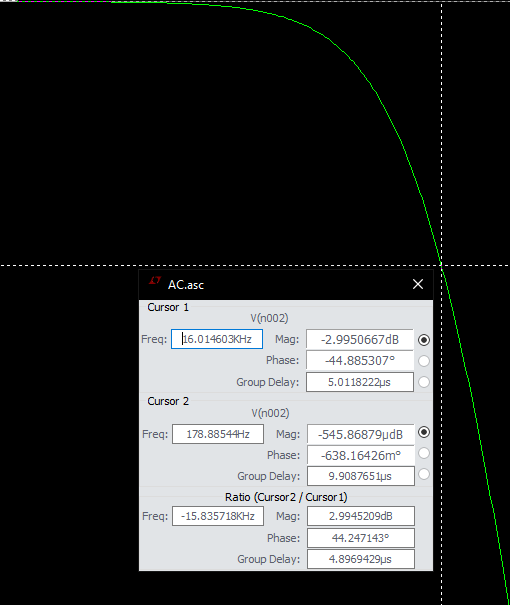 AC.asc
Cursor 1
V(n002)
Freq: 16.014603KHz Mag: -2.9950667dB
Phase: -44.885307°
Group Delay: 5.0118222µs
Cursor 2
V(n002)
Freq: 178.88544Hz Mag: -545.86879µdB
Phase: -638.16426m°
Group Delay: 9.9087651µs
Ratio (Cursor2 / Cursor1)
Freq: -15.835718KHz Mag: 2.9945209dB
Phase: 44.247143°
Group Delay: 4.8969429µs